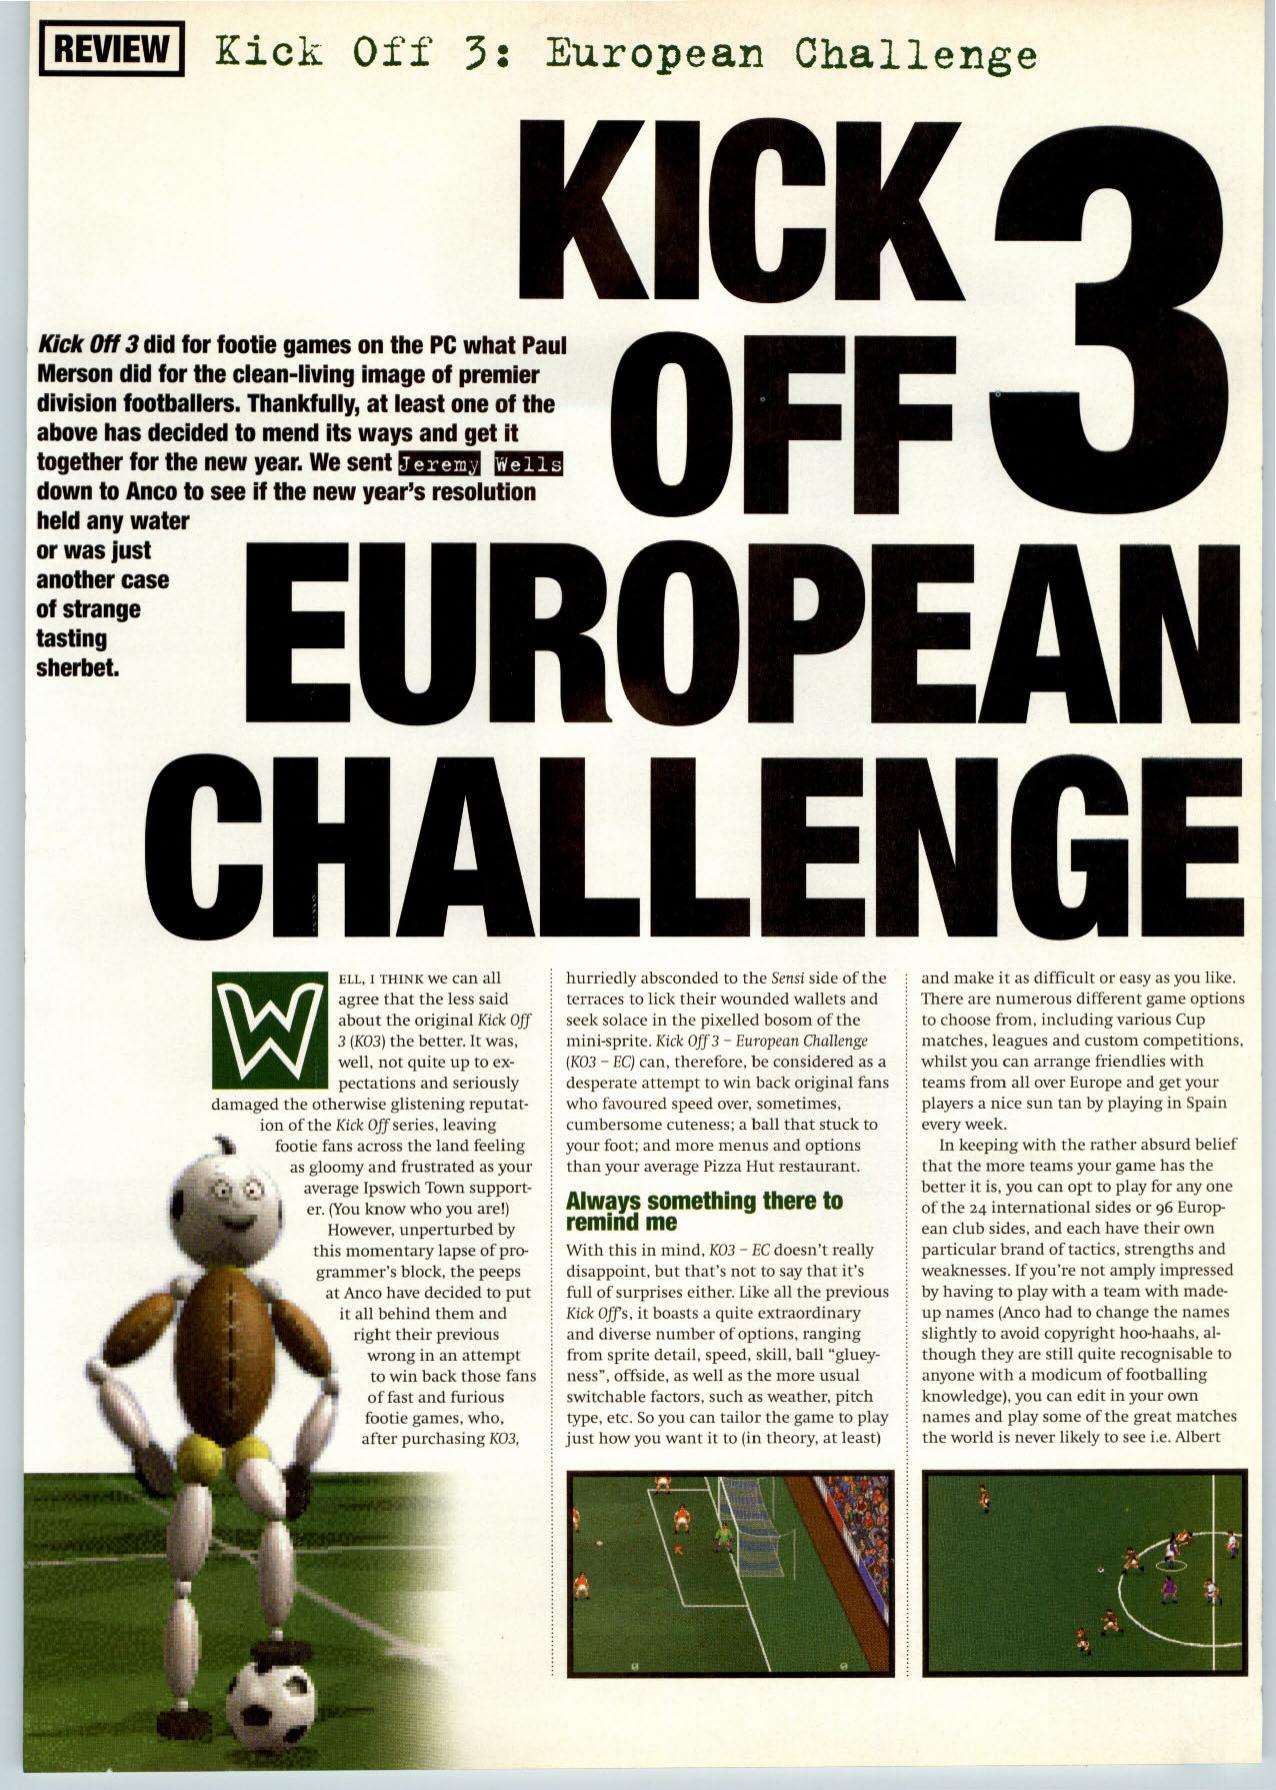 REVIEW Kick Off 3: European Challenge
KICK 3
OFF
EUROPEAN
CHALLENGE
Kick Off 3 did for footie games on the PC what Paul
Merson did for the clean-living image of premier
division footballers. Thankfully, at least one of the
above has decided to mend its ways and get it
together for the new year. We sent Jeremy Wells
down to Anco to see if the new year's resolution
held any water
or was just
another case
of strange
tasting
sherbet.
WELL, I THINK we can all
agree that the less said
about the original Kick Off
3 (KO3) the better. It was,
well, not quite up to ex-
pectations and seriously
damaged the otherwise glistening reputat-
ion of the Kick Off series, leaving
footie fans across the land feeling
as gloomy and frustrated as your
average Ipswich Town support-
er. (You know who you are!)
However, unperturbed by
this momentary lapse of pro-
grammer's block, the peeps
at Anco have decided to put
it all behind them and
right their previous
wrong in an attempt
to win back those fans
of fast and furious
footie games, who,
after purchasing KO3,
hurriedly absconded to the Sensi side of the
terraces to lick their wounded wallets and
seek solace in the pixelled bosom of the
mini-sprite. Kick Off 3 – European Challenge
(KO3 – EC) can, therefore, be considered as a
desperate attempt to win back original fans
who favoured speed over, sometimes,
cumbersome cuteness; a ball that stuck to
your foot; and more menus and options
than your average Pizza Hut restaurant.
Always something there to
remind me
With this in mind, KO3 – EC doesn't really
disappoint, but that's not to say that it's
full of surprises either. Like all the previous
Kick Off's, it boasts a quite extraordinary
and diverse number of options, ranging
from sprite detail, speed, skill, ball "gluey-
ness", offside, as well as the more usual
switchable factors, such as weather, pitch
type, etc. So you can tailor the game to play
just how you want it to (in theory, at least)
and make it as difficult or easy as you like.
There are numerous different game options
to choose from, including various Cup
matches, leagues and custom competitions,
whilst you can arrange friendlies with
teams from all over Europe and get your
players a nice sun tan by playing in Spain
every week.
In keeping with the rather absurd belief
that the more teams your game has the
better it is, you can opt to play for any one
of the 24 international sides or 96 Europ-
ean club sides, and each have their own
particular brand of tactics, strengths and
weaknesses. If you're not amply impressed
by having to play with a team with made-
up names (Anco had to change the names
slightly to avoid copyright hoo-haahs, al-
though they are still quite recognisable to
anyone with a modicum of footballing
knowledge), you can edit in your own
names and play some of the great matches
the world is never likely to see i.e. Albert